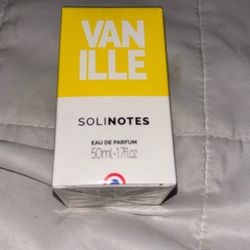 VAN
ILLE
SOLINOTES
EAU DE PARFUM
50ml-1.7fl.oz